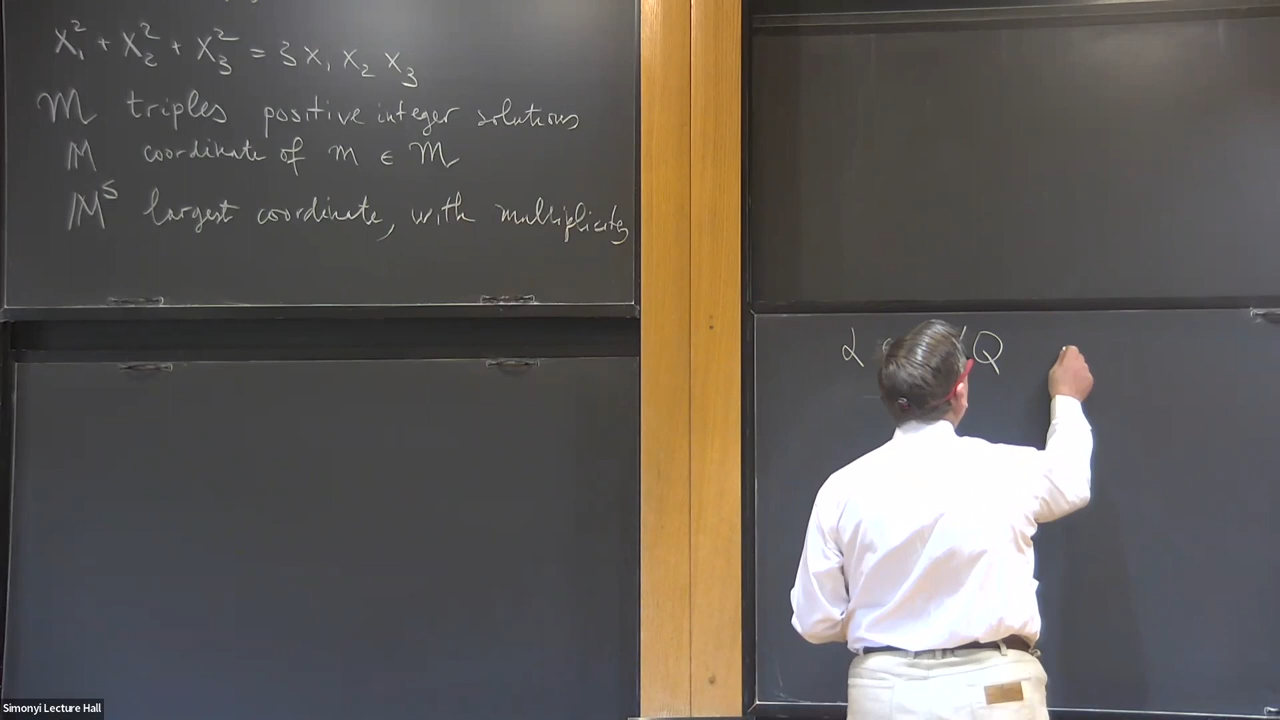 X₁² + X₂² + X₃² = 3 X₁ X₂ X₃
M triples positive integer solutions
M coordinate of m ∈ M
Mˢ largest coordinate, with multiplicity
α Q
Simonyi Lecture Hall